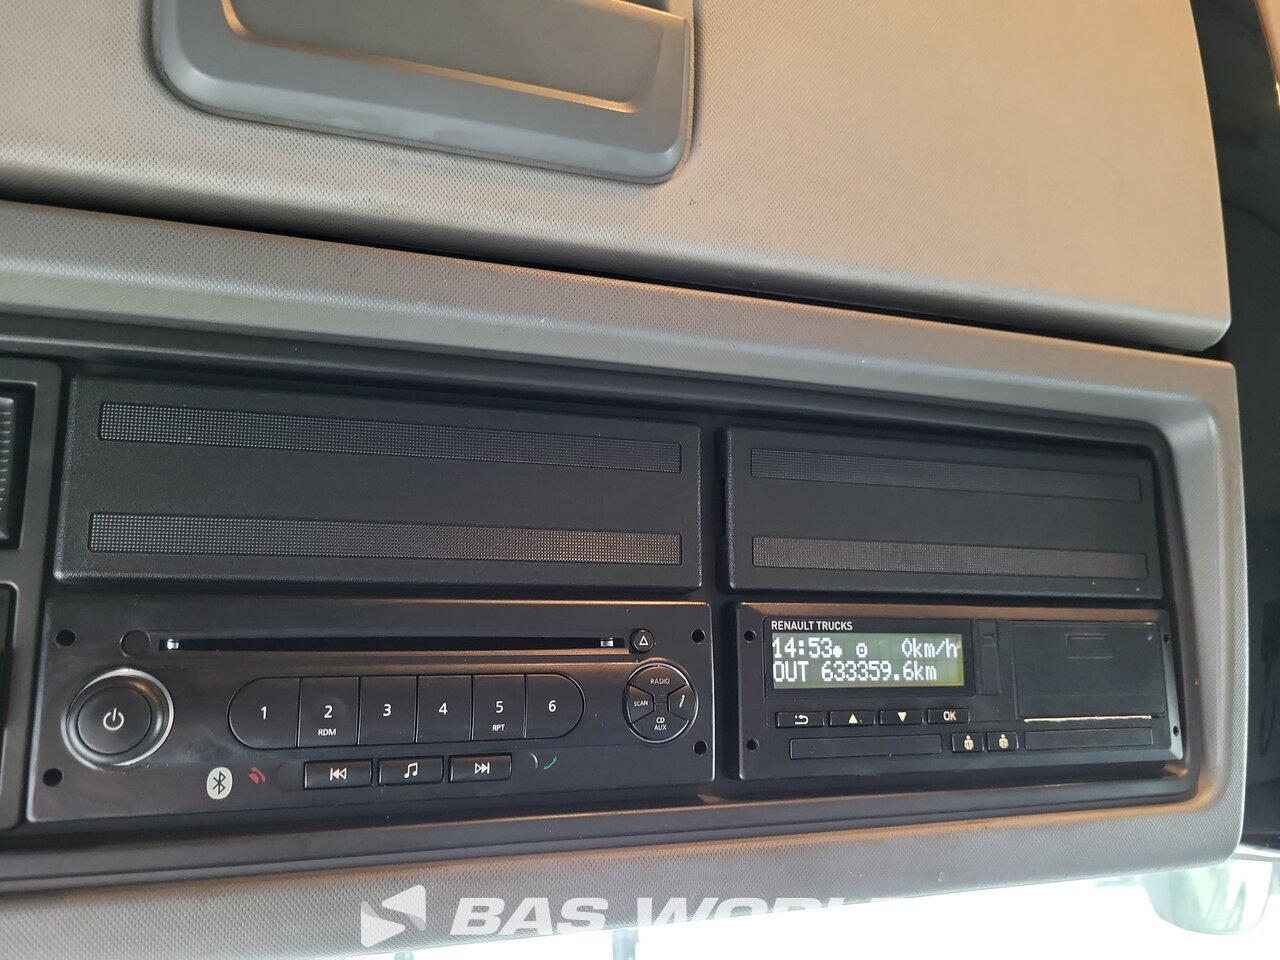 RENAULT TRUCKS
14:53 0km/h
OUT 633359.6km
OK
RADIO
SCAN
i
CD
AUX
1 2 3 4 5 6
RDM RPT
BAS WORLD